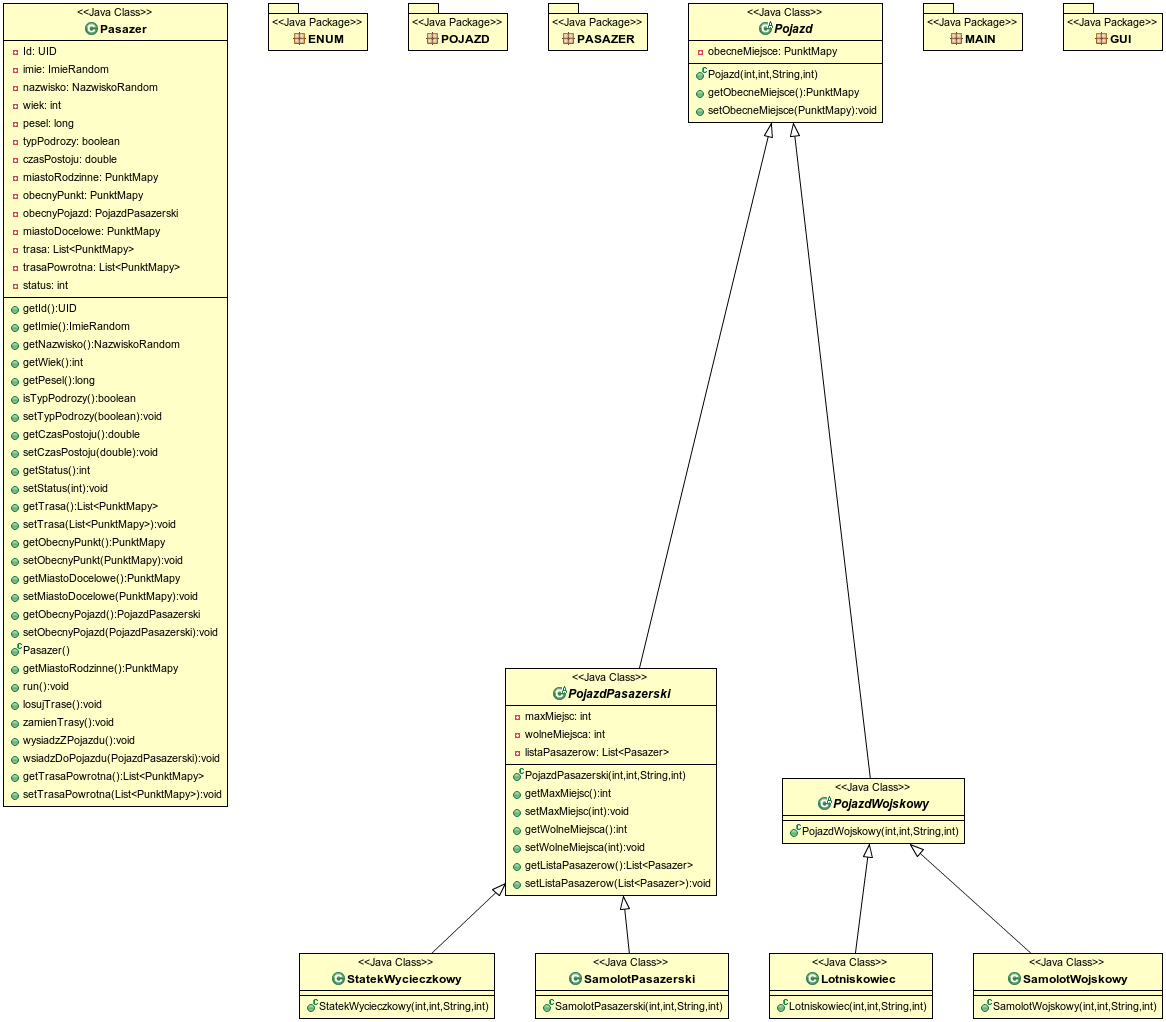 <<Java Class>>
Pasazer
Id: UID
imie: ImieRandom
nazwisko: NazwiskoRandom
wiek: int
pesel: long
typPodrozy: boolean
czasPostoju: double
miastoRodzinne: PunktMapy
obecnyPunkt: PunktMapy
obecnyPojazd: PojazdPasazerski
miastoDocelowe: PunktMapy
trasa: List<PunktMapy>
trasaPowrotna: List<PunktMapy>
status: int
getId():UID
getImie():ImieRandom
getNazwisko():NazwiskoRandom
getWiek():int
getPesel():long
isTypPodrozy():boolean
setTypPodrozy(boolean):void
getCzasPostoju():double
setCzasPostoju(double):void
getStatus():int
setStatus(int):void
getTrasa():List<PunktMapy>
setTrasa(List<PunktMapy>):void
getObecnyPunkt():PunktMapy
setObecnyPunkt(PunktMapy):void
getMiastoDocelowe():PunktMapy
setMiastoDocelowe(PunktMapy):void
getObecnyPojazd():PojazdPasazerski
setObecnyPojazd(PojazdPasazerski):void
Pasazer()
getMiastoRodzinne():PunktMapy
run():void
losujTrase():void
zamienTrasy():void
wysiadzZPojazdu():void
wsiadzDoPojazdu(PojazdPasazerski):void
getTrasaPowrotna():List<PunktMapy>
setTrasaPowrotna(List<PunktMapy>):void
<<Java Package>>
ENUM
<<Java Package>>
POJAZD
<<Java Package>>
PASAZER
<<Java Class>>
Pojazd
obecneMiejsce: PunktMapy
Pojazd(int,int,String,int)
getObecneMiejsce():PunktMapy
setObecneMiejsce(PunktMapy):void
<<Java Package>>
MAIN
<<Java Package>>
GUI
<<Java Class>>
PojazdPasazerski
maxMiejsc: int
wolneMiejsca: int
listaPasazerow: List<Pasazer>
PojazdPasazerski(int,int,String,int)
getMaxMiejsc():int
setMaxMiejsc(int):void
getWolneMiejsca():int
setWolneMiejsca(int):void
getListaPasazerow():List<Pasazer>
setListaPasazerow(List<Pasazer>):void
<<Java Class>>
PojazdWojskowy
PojazdWojskowy(int,int,String,int)
<<Java Class>>
StatekWycieczkowy
StatekWycieczkowy(int,int,String,int)
<<Java Class>>
SamolotPasazerski
SamolotPasazerski(int,int,String,int)
<<Java Class>>
Lotniskowiec
Lotniskowiec(int,int,String,int)
<<Java Class>>
SamolotWojskowy
SamolotWojskowy(int,int,String,int)